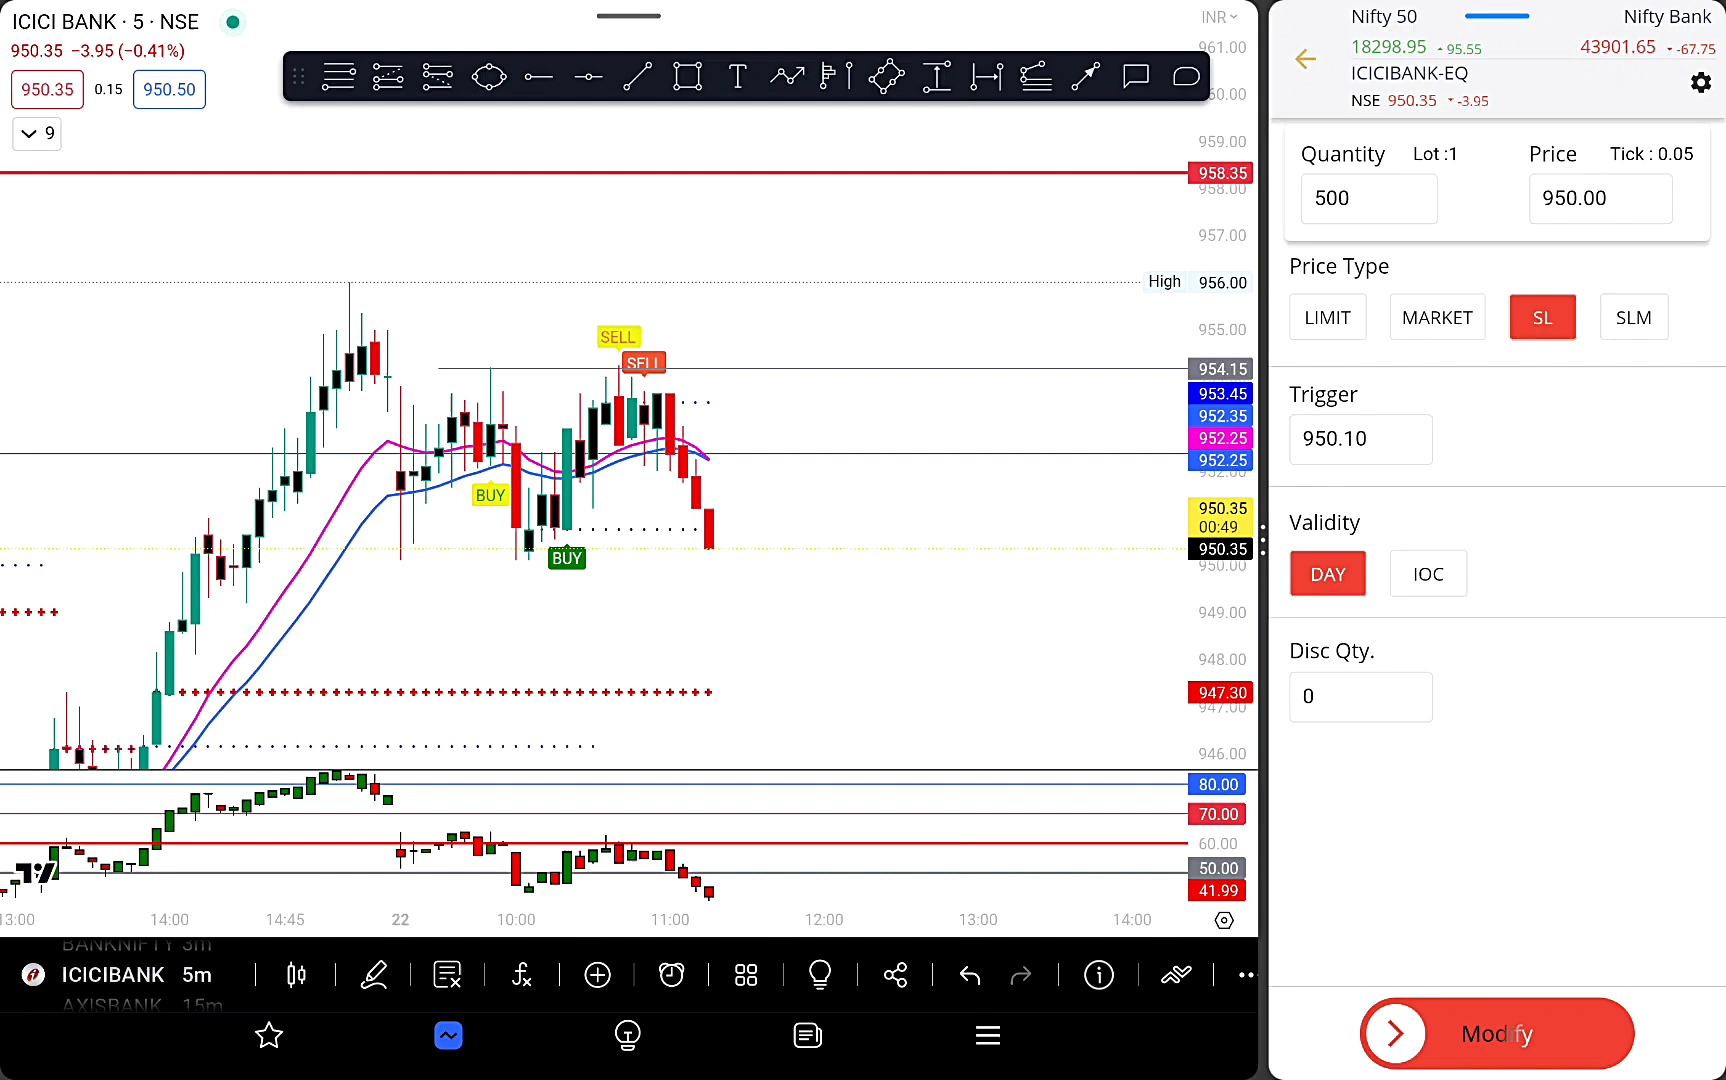 ICICI BANK · 5 · NSE
950.35 −3.95 (−0.41%)
950.35 0.15 950.50
9
INR
961.00
60.00
959.00
958.35
958.00
957.00
High 956.00
955.00
954.15
953.45
952.35
952.25
952.25
952.00
950.35
00:49
950.35
950.00
949.00
948.00
947.30
947.00
946.00
SELL
SELL
BUY
BUY
80.00
70.00
60.00
50.00
41.99
13:00 14:00 14:45 22 10:00 11:00 12:00 13:00 14:00
BANKNIFTY 3m
ICICIBANK 5m
AXISBANK 15m
Nifty 50 Nifty Bank
18298.95 95.55 43901.65 -67.75
ICICIBANK-EQ
NSE 950.35 -3.95
Quantity Lot :1 Price Tick : 0.05
500 950.00
Price Type
LIMIT MARKET SL SLM
Trigger
950.10
Validity
DAY IOC
Disc Qty.
0
Modify